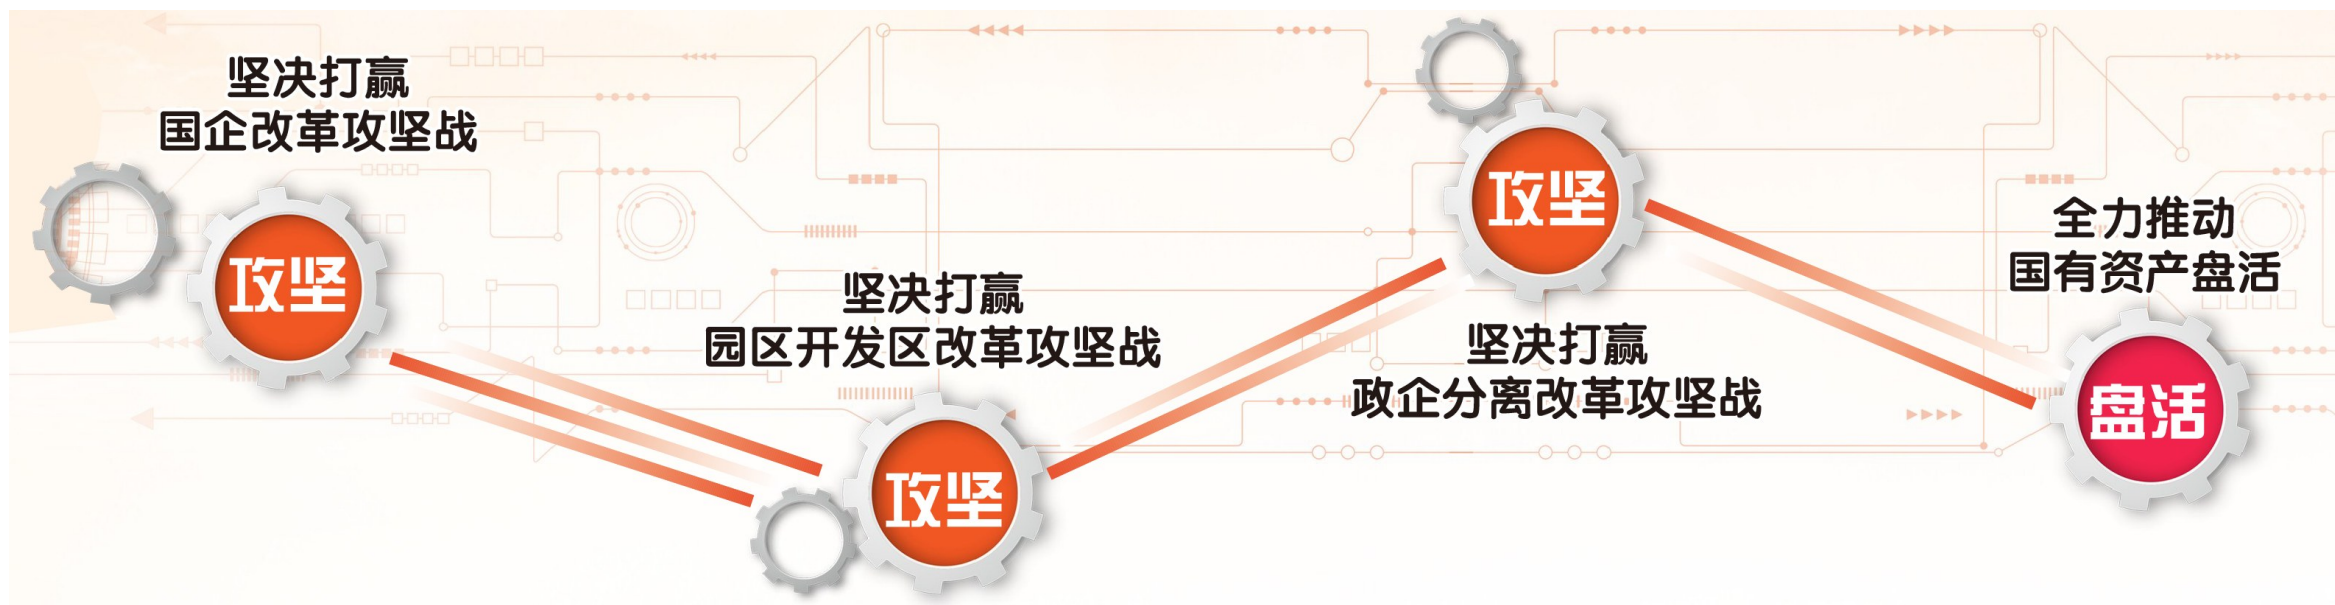 坚决打赢
国企改革攻坚战
攻坚
坚决打赢
园区开发区改革攻坚战
攻坚
攻坚
坚决打赢
政企分离改革攻坚战
全力推动
国有资产盘活
盘活